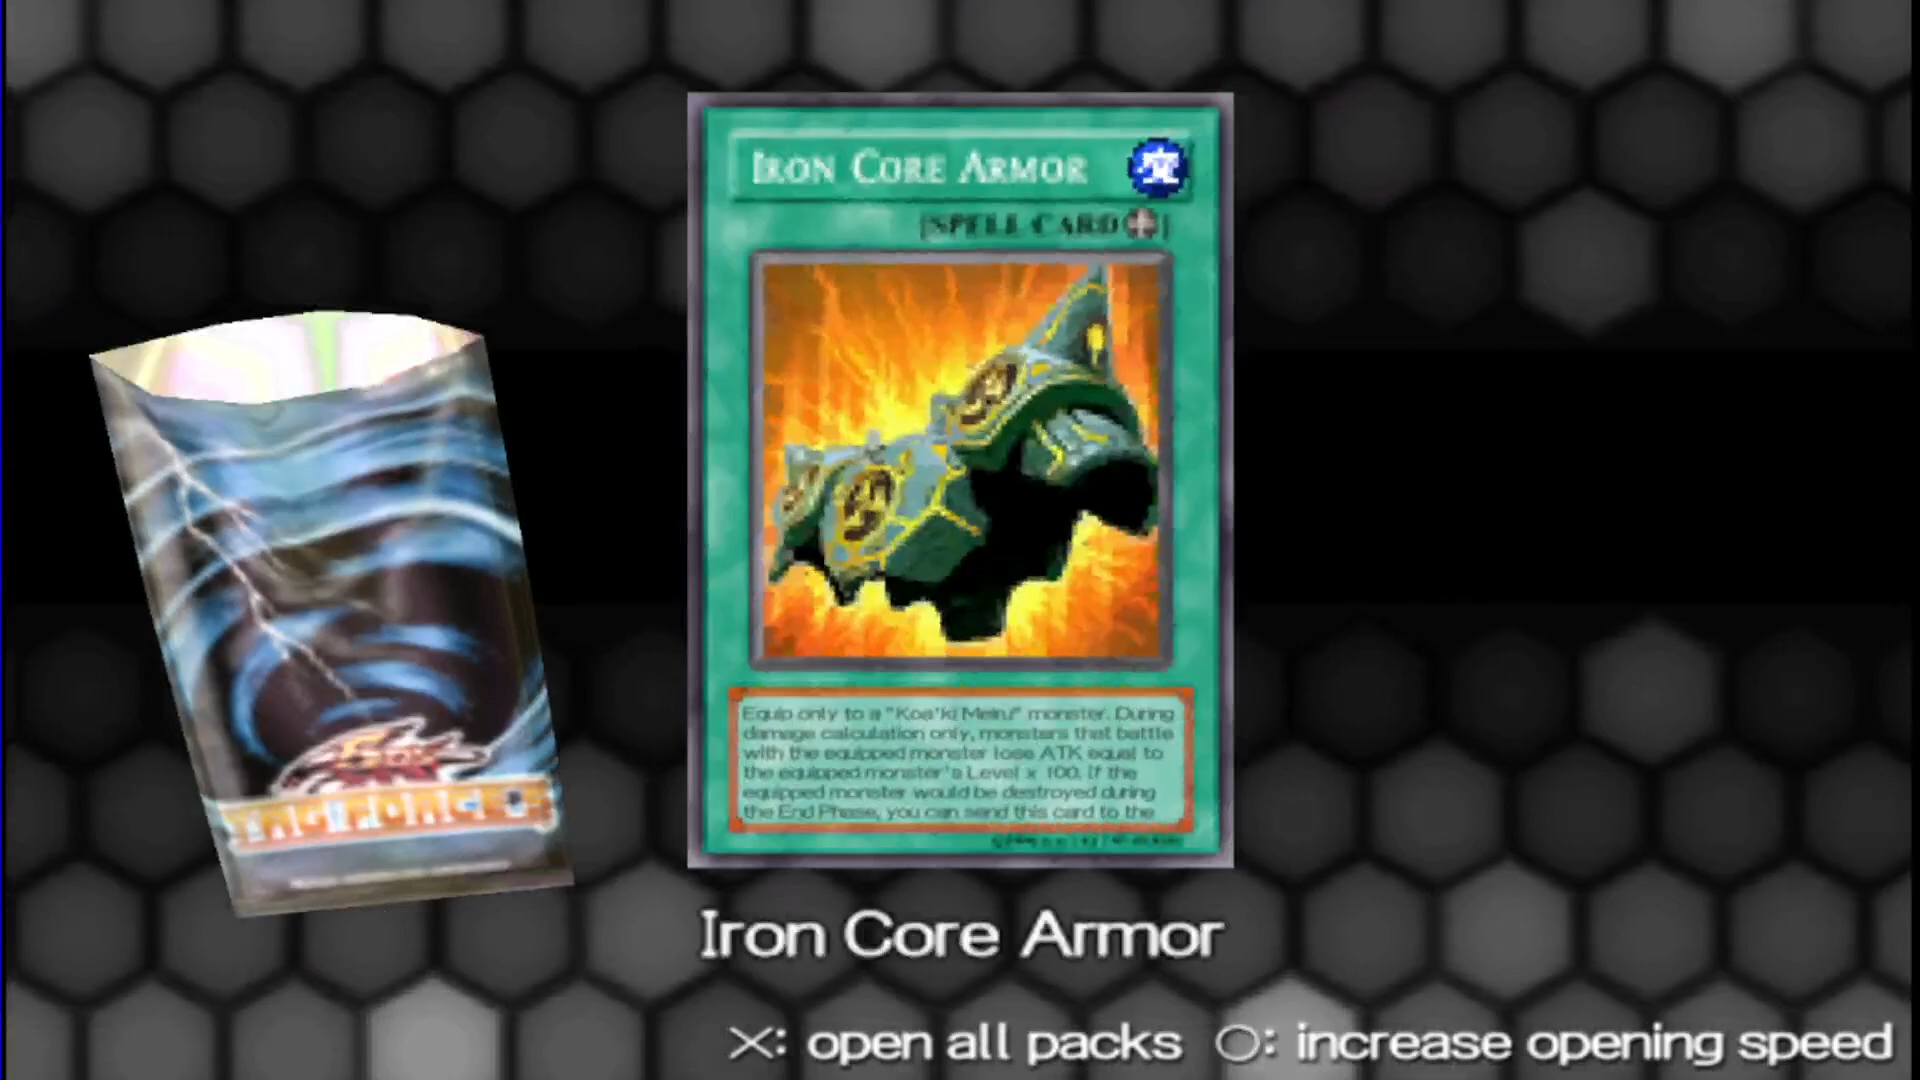 Iron Core Armor
[SPELL CARD]
Equip only to a "Koa'ki Meiru" monster. During
damage calculation only, monsters that battle
with the equipped monster lose ATK equal to
the equipped monster's Level x 100. If the
equipped monster would be destroyed during
the End Phase, you can send this card to the
Iron Core Armor
X: open all packs O: increase opening speed